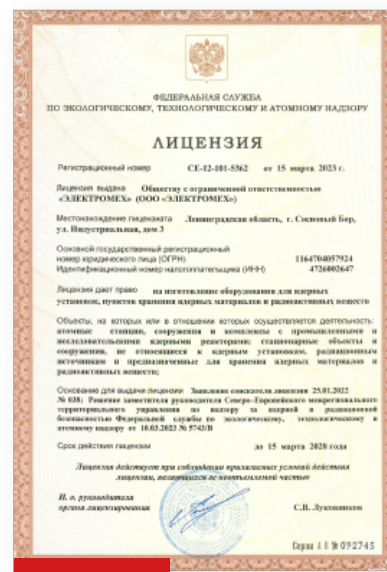 ФЕДЕРАЛЬНАЯ СЛУЖБА
ПО ЭКОЛОГИЧЕСКОМУ, ТЕХНОЛОГИЧЕСКОМУ И АТОМНОМУ НАДЗОРУ
ЛИЦЕНЗИЯ
Регистрационный номер СЕ-12-101-5362 от 15 марта 2023 г.
Лицензия выдана Обществу с ограниченной ответственностью
«ЭЛЕКТРОМЕХ» (ООО «ЭЛЕКТРОМЕХ»)
Местонахождение лицензиата Ленинградская область, г. Сосновый Бор,
ул. Индустриальная, дом 3
Основной государственный регистрационный
номер юридического лица (ОГРН) 1164704057924
Идентификационный номер налогоплательщика (ИНН) 4726002647
Лицензия дает право на изготовление оборудования для ядерных
установок, пунктов хранения ядерных материалов и радиоактивных веществ
Объекты, на которых или в отношении которых осуществляется деятельность:
атомные станции, сооружения и комплексы с промышленными и
исследовательскими ядерными реакторами; стационарные объекты и
сооружения, не относящиеся к ядерным установкам, радиационным
источникам и предназначенные для хранения ядерных материалов и
радиоактивных веществ;
Основание для выдачи лицензии Заявление соискателя лицензии 25.01.2022
№ 038; Решение заместителя руководителя Северо-Европейского межрегионального
территориального управления по надзору за ядерной и радиационной
безопасностью Федеральной службы по экологическому, технологическому и
атомному надзору от 10.03.2023 № 5743/В
Срок действия лицензии до 15 марта 2028 года
Лицензия действует при соблюдении прилагаемых условий действия
лицензии, являющихся ее неотъемлемой частью
И. о. руководителя
органа лицензирования С.В. Луковников
Серия А В № 092745